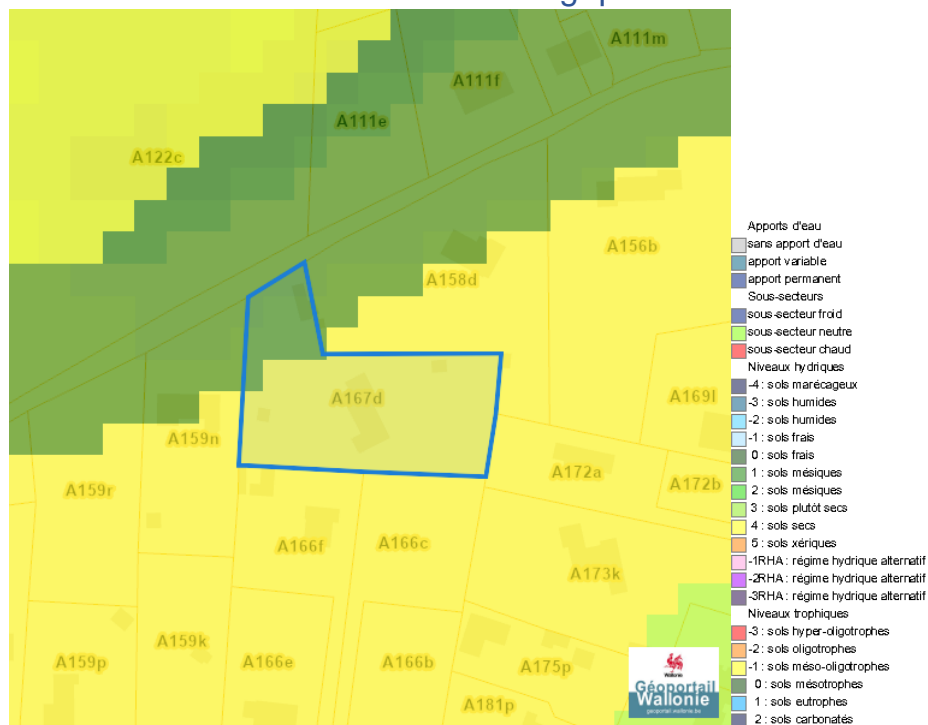 A111m
A111f
A111e
A122c
A156b
A158d
A167d
A169l
A159n
A172a
A172b
A159r
A166f
A166c
A173k
A159k
A159p
A166e
A166b
A175p
A181p
Wallonie
Géoportail
Wallonie
geoportail.wallonie.be
Apports d'eau
sans apport d'eau
apport variable
apport permanent
Sous-secteurs
sous-secteur froid
sous-secteur neutre
sous-secteur chaud
Niveaux hydriques
-4 : sols marécageux
-3 : sols humides
-2 : sols humides
-1 : sols frais
0 : sols frais
1 : sols mésiques
2 : sols mésiques
3 : sols plutôt secs
4 : sols secs
5 : sols xériques
-1RHA : régime hydrique alternatif
-2RHA : régime hydrique alternatif
-3RHA : régime hydrique alternatif
Niveaux trophiques
-3 : sols hyper-oligotrophes
-2 : sols oligotrophes
-1 : sols méso-oligotrophes
0 : sols mésotrophes
1 : sols eutrophes
2 : sols carbonatés